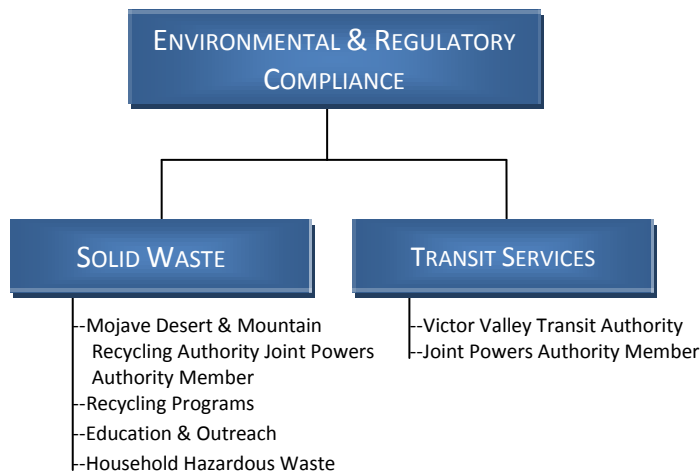 ENVIRONMENTAL & REGULATORY
COMPLIANCE
SOLID WASTE
--Mojave Desert & Mountain
Recycling Authority Joint Powers
Authority Member
--Recycling Programs
--Education & Outreach
--Household Hazardous Waste
TRANSIT SERVICES
--Victor Valley Transit Authority
--Joint Powers Authority Member